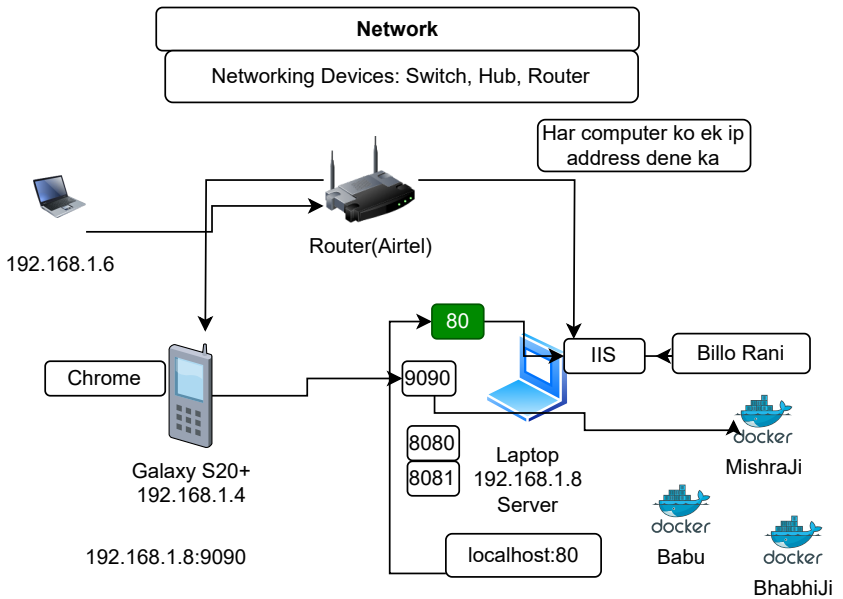 Network
Networking Devices: Switch, Hub, Router
Har computer ko ek ip
address dene ka
192.168.1.6
Router(Airtel)
80
IIS
Billo Rani
Chrome
9090
docker
MishraJi
8080
8081
Galaxy S20+
192.168.1.4
Laptop
192.168.1.8
Server
docker
Babu
docker
BhabhiJi
192.168.1.8:9090
localhost:80